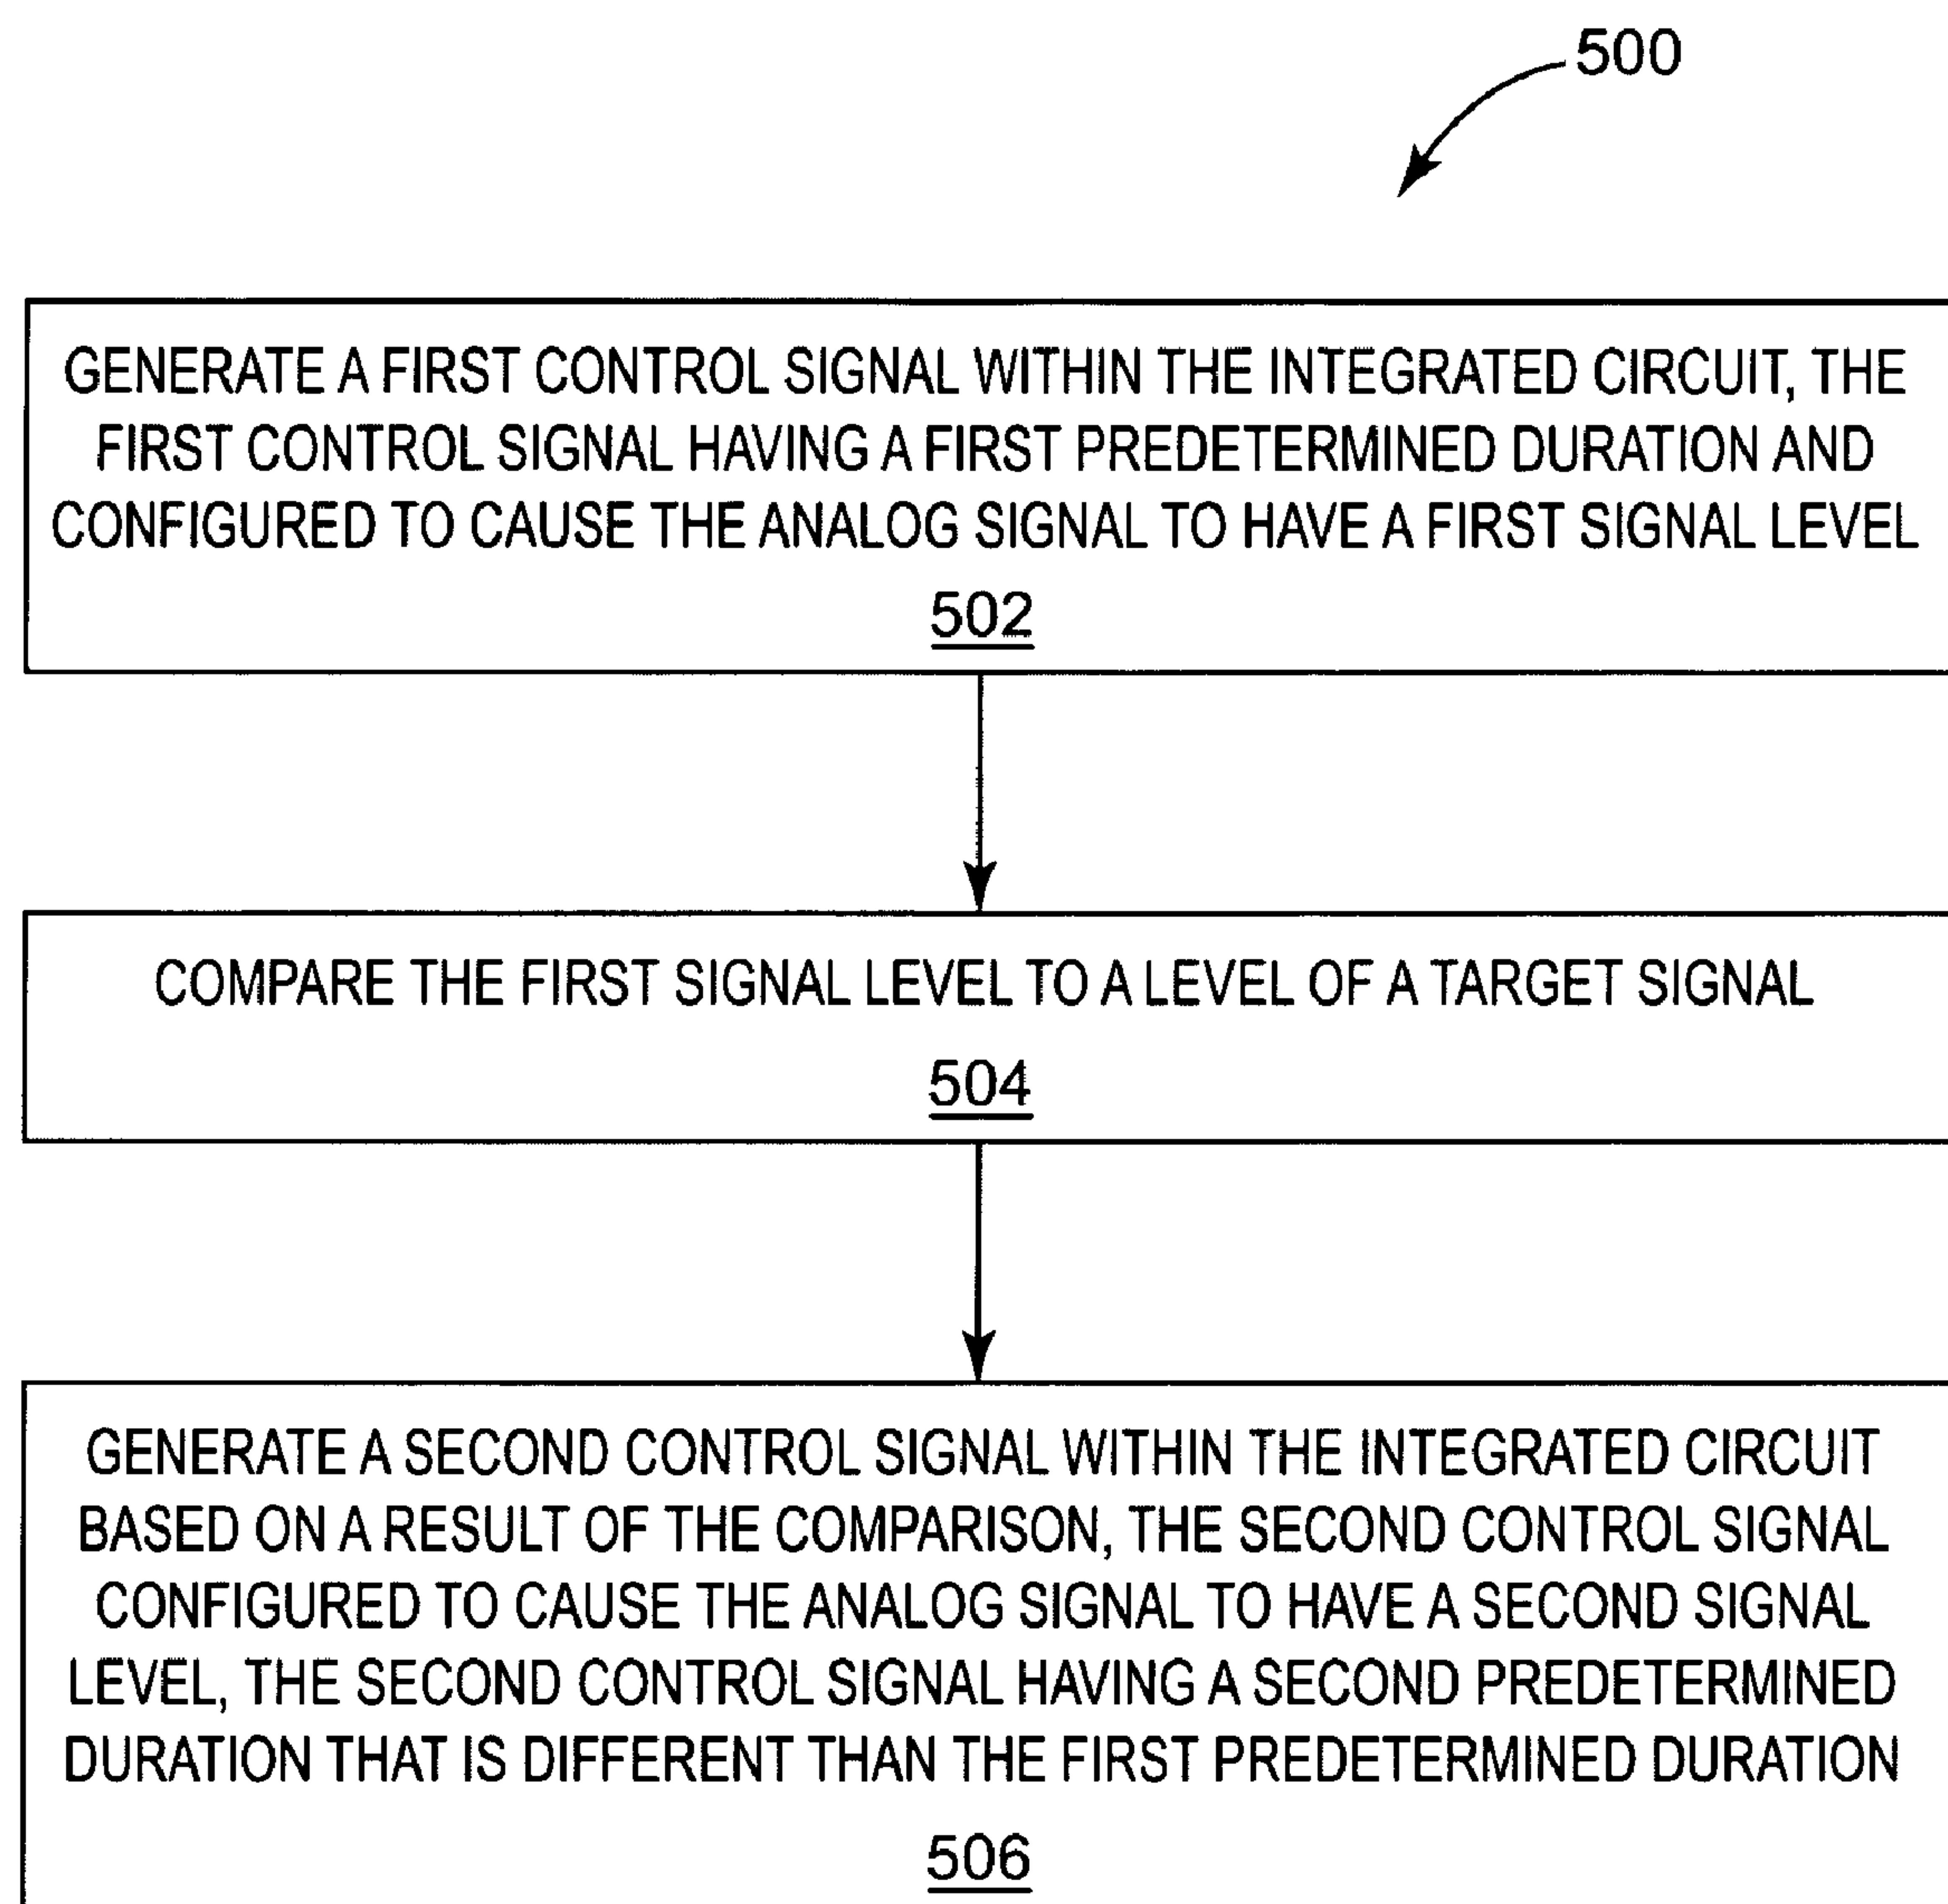 500
GENERATE A FIRST CONTROL SIGNAL WITHIN THE INTEGRATED CIRCUIT, THE
FIRST CONTROL SIGNAL HAVING A FIRST PREDETERMINED DURATION AND
CONFIGURED TO CAUSE THE ANALOG SIGNAL TO HAVE A FIRST SIGNAL LEVEL
502
COMPARE THE FIRST SIGNAL LEVEL TO A LEVEL OF A TARGET SIGNAL
504
GENERATE A SECOND CONTROL SIGNAL WITHIN THE INTEGRATED CIRCUIT
BASED ON A RESULT OF THE COMPARISON, THE SECOND CONTROL SIGNAL
CONFIGURED TO CAUSE THE ANALOG SIGNAL TO HAVE A SECOND SIGNAL
LEVEL, THE SECOND CONTROL SIGNAL HAVING A SECOND PREDETERMINED
DURATION THAT IS DIFFERENT THAN THE FIRST PREDETERMINED DURATION
506